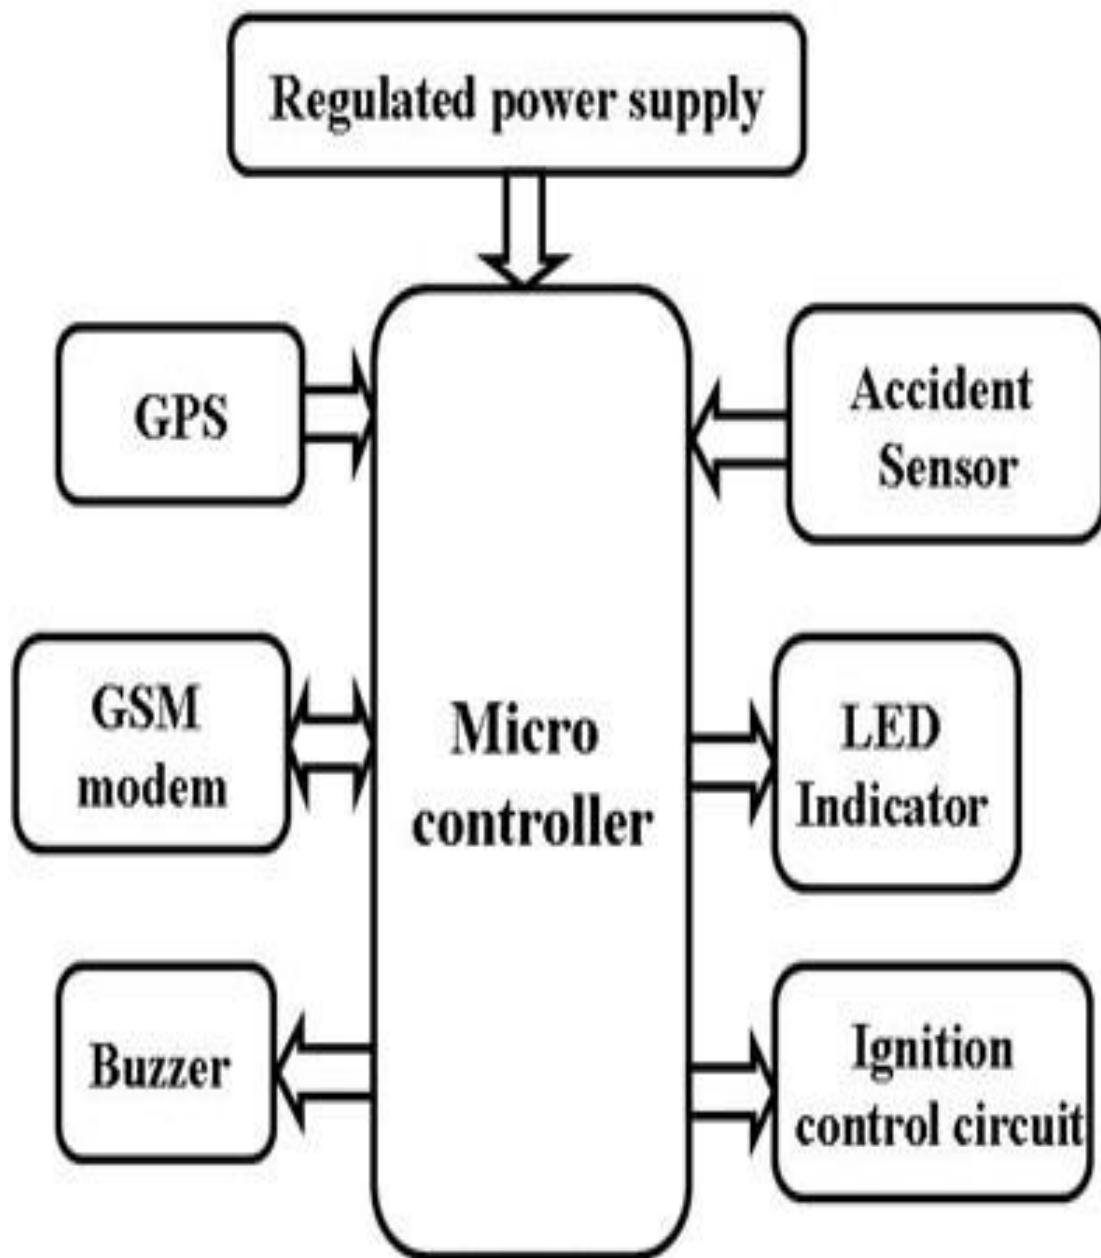 Regulated power supply
GPS
Accident
Sensor
GSM
modem
Micro
controller
LED
Indicator
Buzzer
Ignition
control circuit